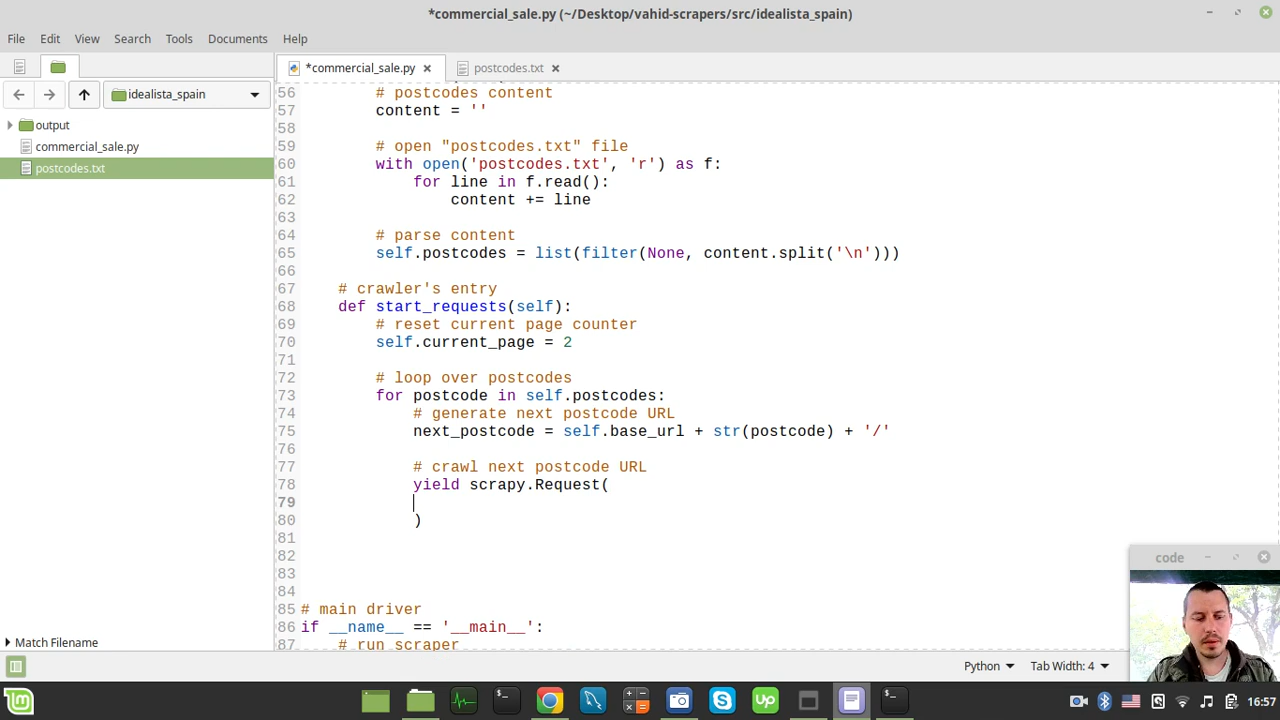 *commercial_sale.py (~/Desktop/vahid-scrapers/src/idealista_spain)
File Edit View Search Tools Documents Help
*commercial_sale.py
postcodes.txt
idealista_spain
output
commercial_sale.py
postcodes.txt
56 # postcodes content
57 content = ''
58
59 # open "postcodes.txt" file
60 with open('postcodes.txt', 'r') as f:
61 for line in f.read():
62 content += line
63
64 # parse content
65 self.postcodes = list(filter(None, content.split('\n')))
66
67 # crawler's entry
68 def start_requests(self):
69 # reset current page counter
70 self.current_page = 2
71
72 # loop over postcodes
73 for postcode in self.postcodes:
74 # generate next postcode URL
75 next_postcode = self.base_url + str(postcode) + '/'
76
77 # crawl next postcode URL
78 yield scrapy.Request(
79
80 )
81
82
83
84
85 # main driver
86 if __name__ == '__main__':
87 # run scraper
code
Match Filename
Python
Tab Width: 4
16:57